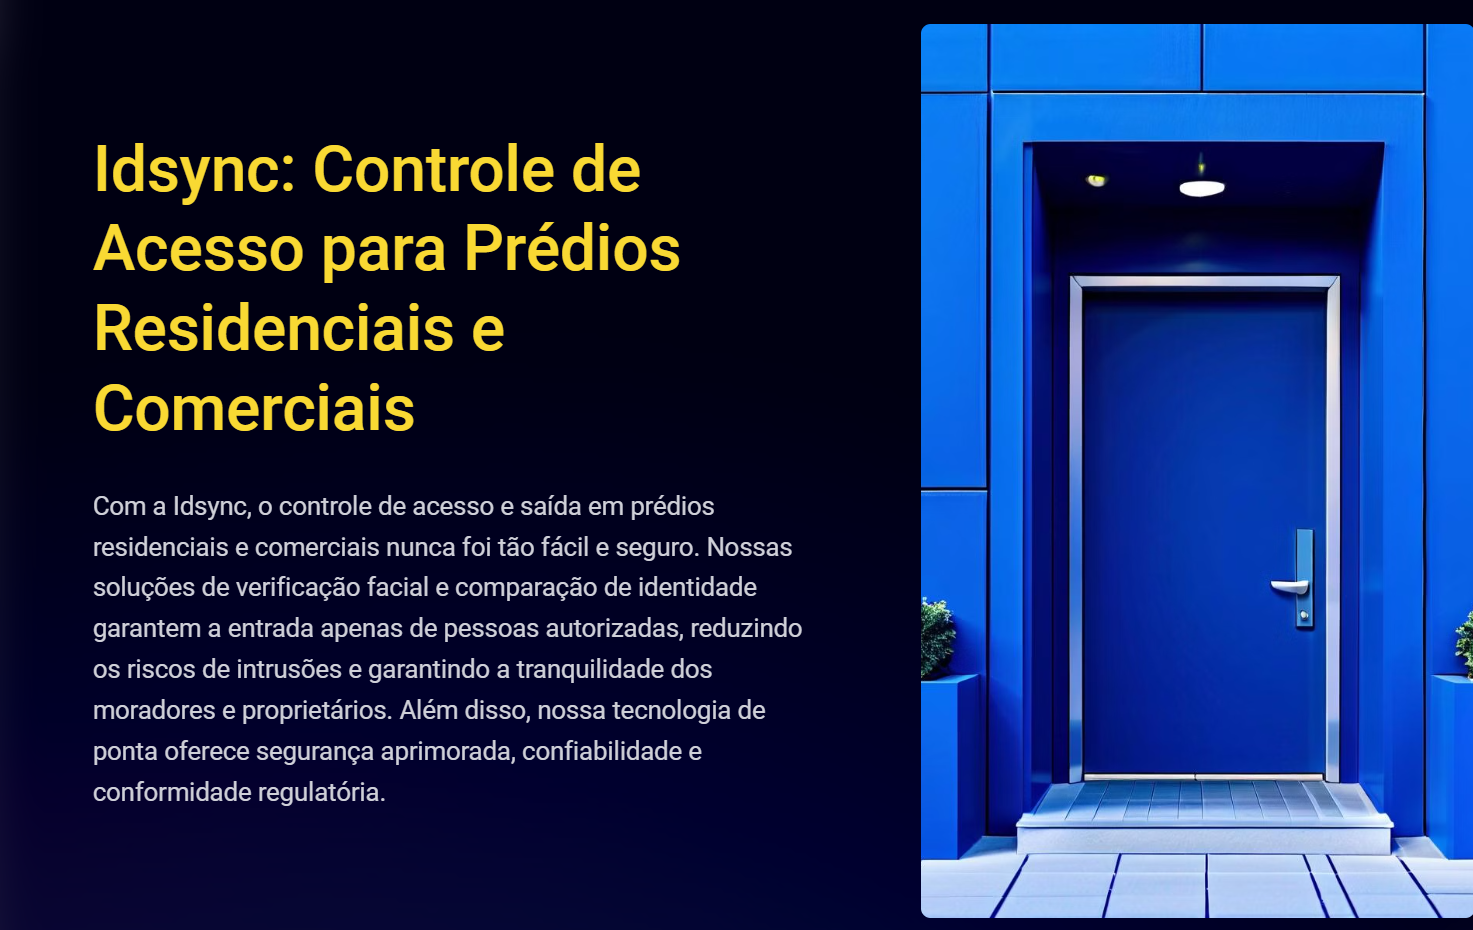 Idsync: Controle de
Acesso para Prédios
Residenciais e
Comerciais
Com a Idsync, o controle de acesso e saída em prédios
residenciais e comerciais nunca foi tão fácil e seguro. Nossas
soluções de verificação facial e comparação de identidade
garantem a entrada apenas de pessoas autorizadas, reduzindo
os riscos de intrusões e garantindo a tranquilidade dos
moradores e proprietários. Além disso, nossa tecnologia de
ponta oferece segurança aprimorada, confiabilidade e
conformidade regulatória.